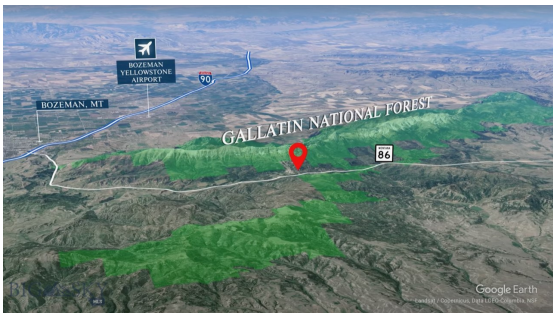 BOZEMAN
YELLOWSTONE
AIRPORT
90
BOZEMAN, MT
GALLATIN NATIONAL FOREST
86
Google Earth